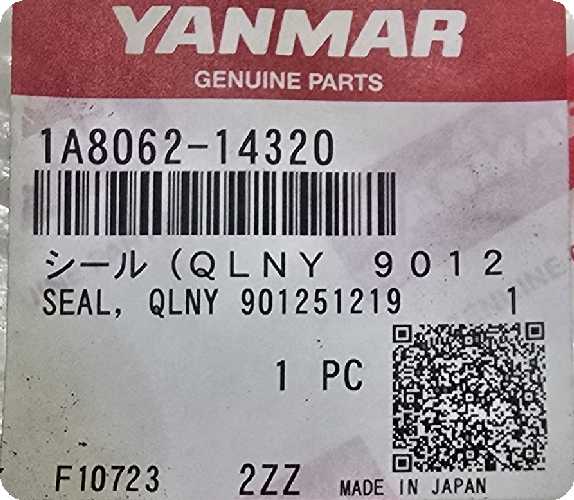 YANMAR
GENUINE PARTS
1A8062-14320
シール（QLNY 9012
SEAL, QLNY 901251219 1
1 PC
F10723 2ZZ MADE IN JAPAN